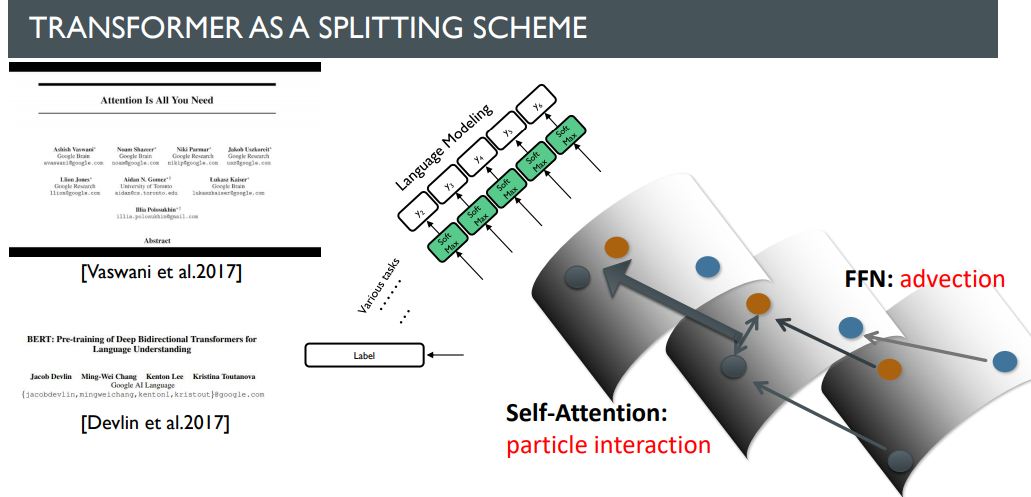 TRANSFORMER AS A SPLITTING SCHEME
Attention Is All You Need
Ashish Vaswani* Noam Shazeer* Niki Parmar* Jakob Uszkoreit*
Google Brain Google Brain Google Research Google Research
avaswani@google.com noam@google.com nikip@google.com usz@google.com
Llion Jones* Aidan N. Gomez*† Łukasz Kaiser*
Google Research University of Toronto Google Brain
llion@google.com aidan@cs.toronto.edu lukaszkaiser@google.com
Illia Polosukhin*‡
illia.polosukhin@gmail.com
Abstract
[Vaswani et al.2017]
BERT: Pre-training of Deep Bidirectional Transformers for
Language Understanding
Jacob Devlin Ming-Wei Chang Kenton Lee Kristina Toutanova
Google AI Language
{jacobdevlin,mingweichang,kentonl,kristout}@google.com
[Devlin et al.2017]
Language Modeling
y2
y3
y4
y5
y6
Soft
Max
Soft
Max
Soft
Max
Soft
Max
Soft
Max
Various tasks
......
...
Label
FFN: advection
Self-Attention:
particle interaction